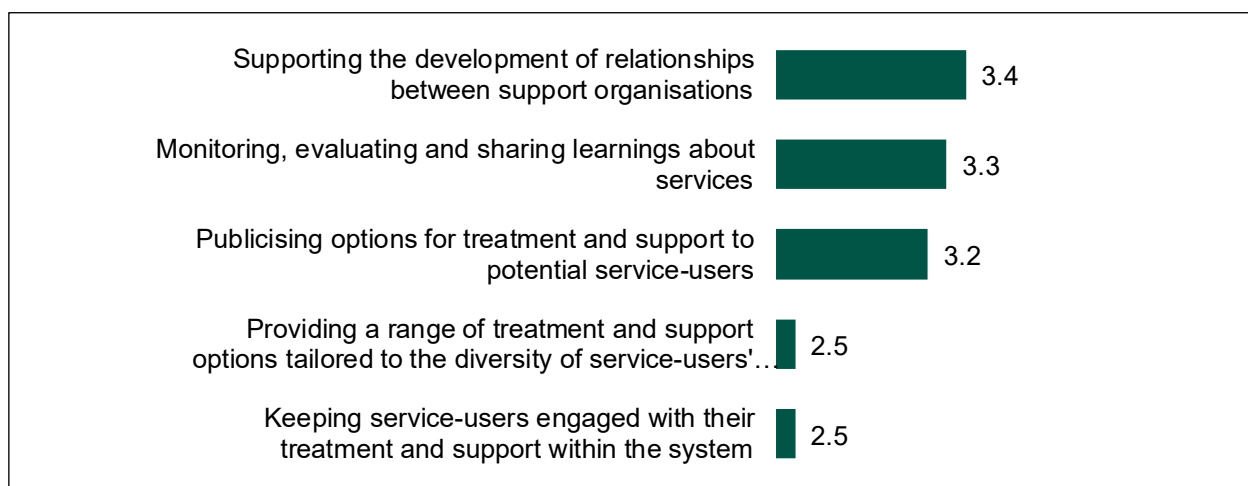 Supporting the development of relationships
between support organisations
3.4
Monitoring, evaluating and sharing learnings about
services
3.3
Publicising options for treatment and support to
potential service-users
3.2
Providing a range of treatment and support
options tailored to the diversity of service-users'…
2.5
Keeping service-users engaged with their
treatment and support within the system
2.5